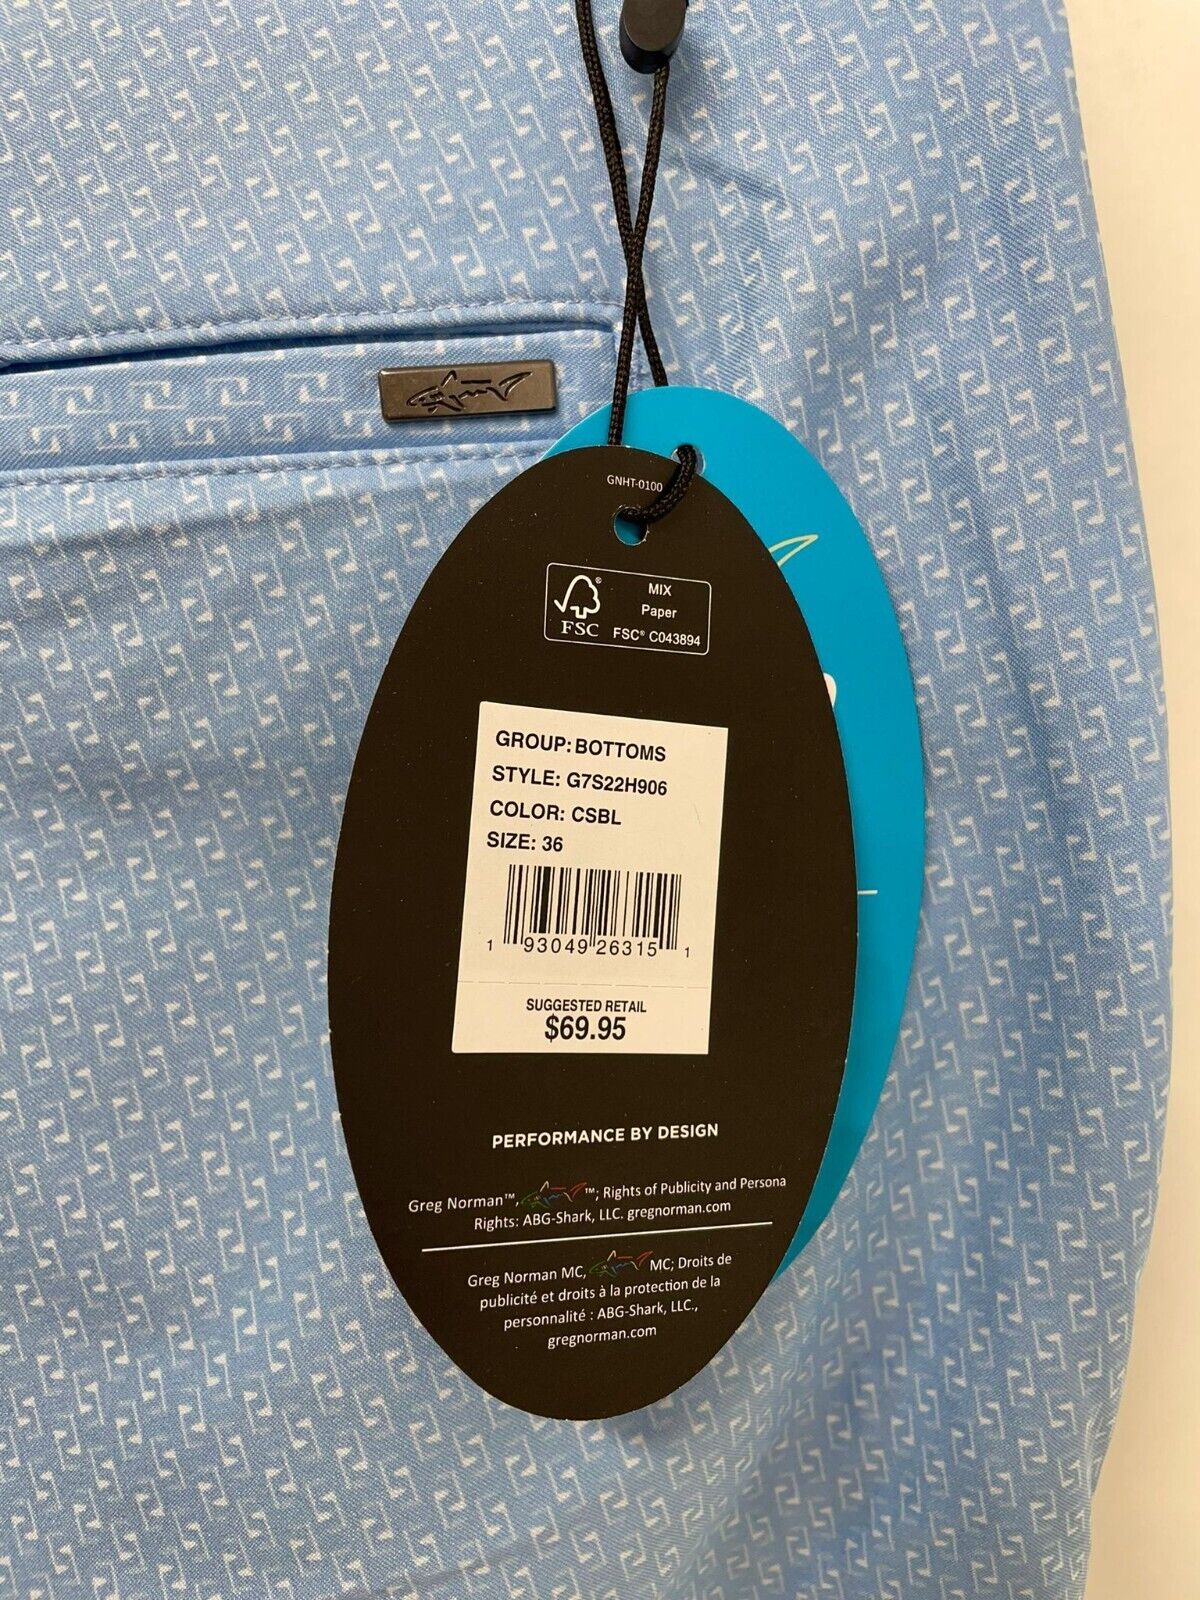 GNHT-0100
FSC
MIX
Paper
FSC® C043894
GROUP: BOTTOMS
STYLE: G7S22H906
COLOR: CSBL
SIZE: 36
1 93049 26315 1
SUGGESTED RETAIL
$69.95
PERFORMANCE BY DESIGN
Greg Norman™, ™; Rights of Publicity and Persona
Rights: ABG-Shark, LLC. gregnorman.com
Greg Norman MC, MC; Droits de
publicité et droits à la protection de la
personnalité : ABG-Shark, LLC.,
gregnorman.com